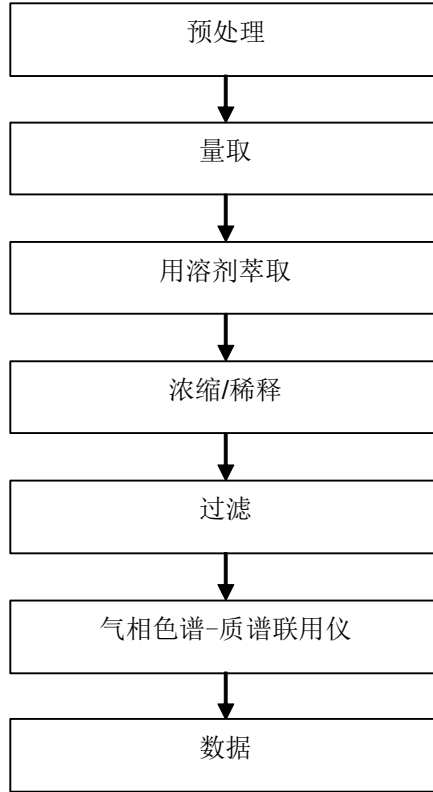 预处理
量取
用溶剂萃取
浓缩/稀释
过滤
气相色谱-质谱联用仪
数据